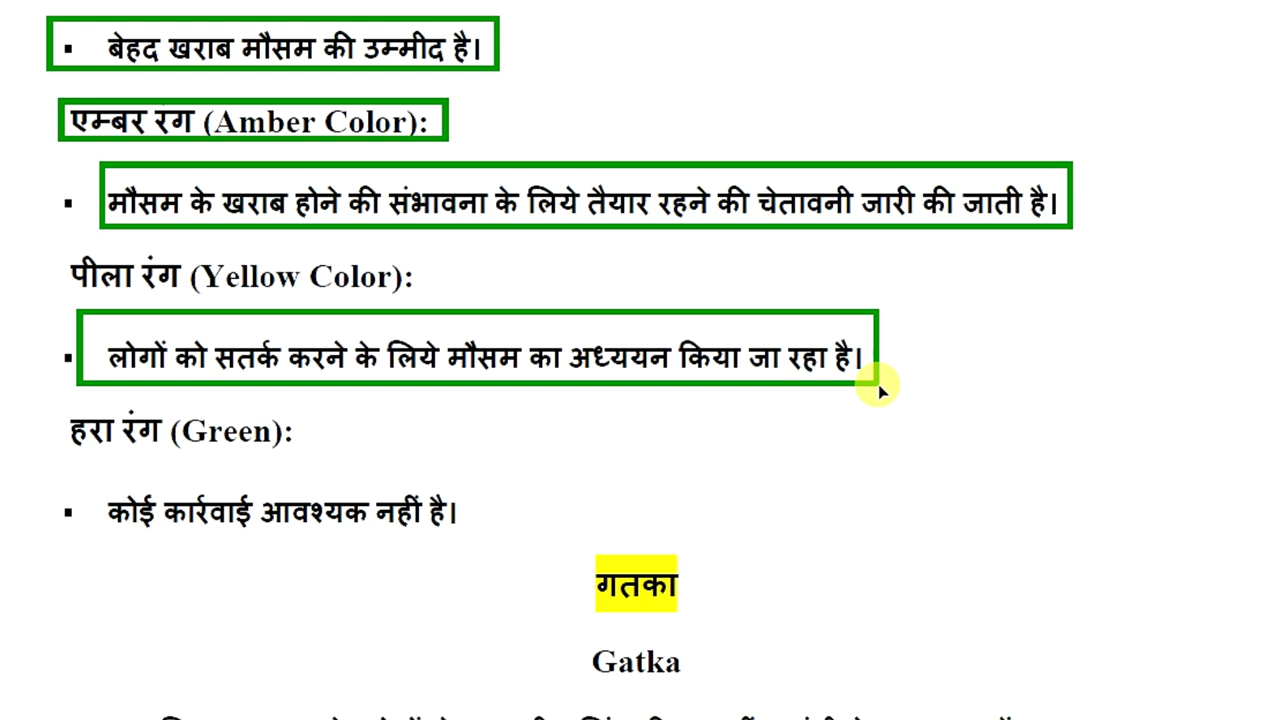 ▪ बेहद खराब मौसम की उम्मीद है।
एम्बर रंग (Amber Color):
▪ मौसम के खराब होने की संभावना के लिये तैयार रहने की चेतावनी जारी की जाती है।
पीला रंग (Yellow Color):
▪ लोगों को सतर्क करने के लिये मौसम का अध्ययन किया जा रहा है।
हरा रंग (Green):
▪ कोई कार्रवाई आवश्यक नहीं है।
गतका
Gatka